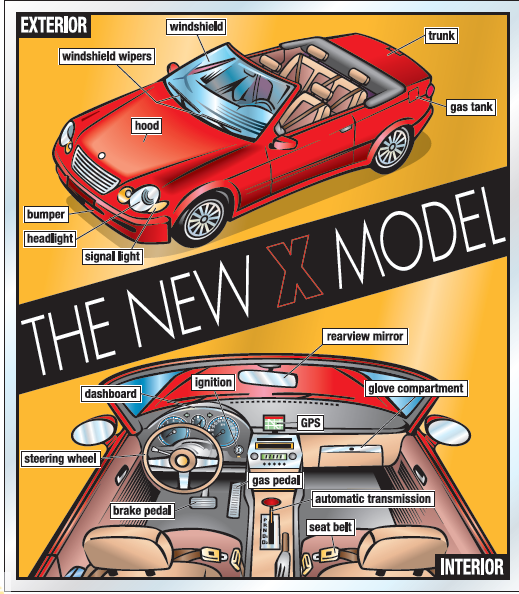 EXTERIOR
windshield
trunk
windshield wipers
gas tank
hood
bumper
headlight
signal light
THE NEW X MODEL
rearview mirror
ignition
glove compartment
dashboard
GPS
steering wheel
gas pedal
automatic transmission
brake pedal
seat belt
INTERIOR